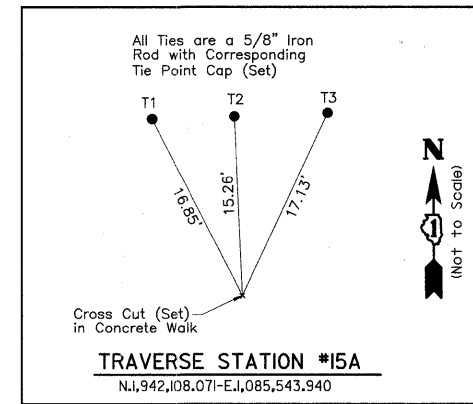 All Ties are a 5/8" Iron
Rod with Corresponding
Tie Point Cap (Set)
T1
T2
T3
16.85'
15.26'
17.13'
N
1
(Not to Scale)
Cross Cut (Set)
in Concrete Walk
TRAVERSE STATION #15A
N.1,942,108.071-E.1,085,543.940